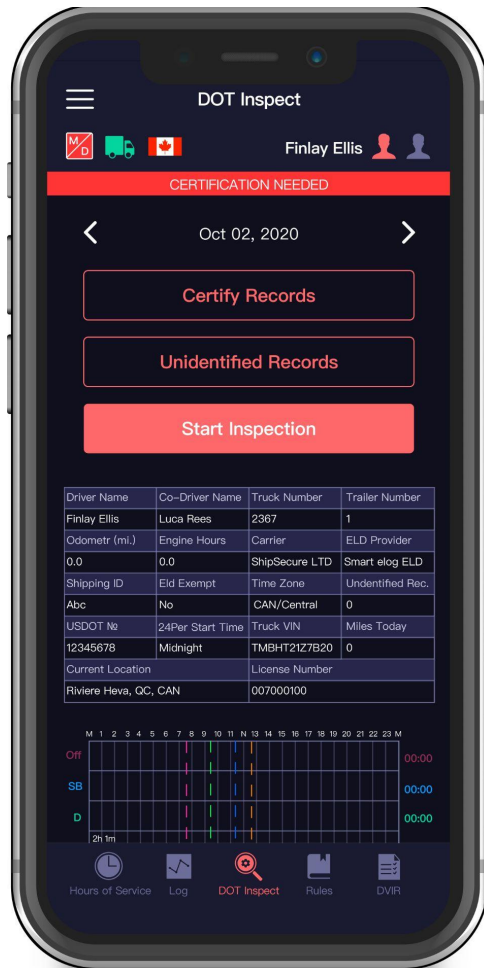 DOT Inspect
M/D
Finlay Ellis
CERTIFICATION NEEDED
Oct 02, 2020
Certify Records
Unidentified Records
Start Inspection
Driver Name Co-Driver Name Truck Number Trailer Number
Finlay Ellis Luca Rees 2367 1
Odometr (mi.) Engine Hours Carrier ELD Provider
0.0 0.0 ShipSecure LTD Smart elog ELD
Shipping ID Eld Exempt Time Zone Undentified Rec.
Abc No CAN/Central 0
USDOT № 24Per Start Time Truck VIN Miles Today
12345678 Midnight TMBHT21Z7B20 0
Current Location License Number
Riviere Heva, QC, CAN 007000100
M 1 2 3 4 5 6 7 8 9 10 11 N 13 14 15 16 17 18 19 20 21 22 23 M
Off 00:00
SB 00:00
D 00:00
2h 1m
Hours of Service Log DOT Inspect Rules DVIR